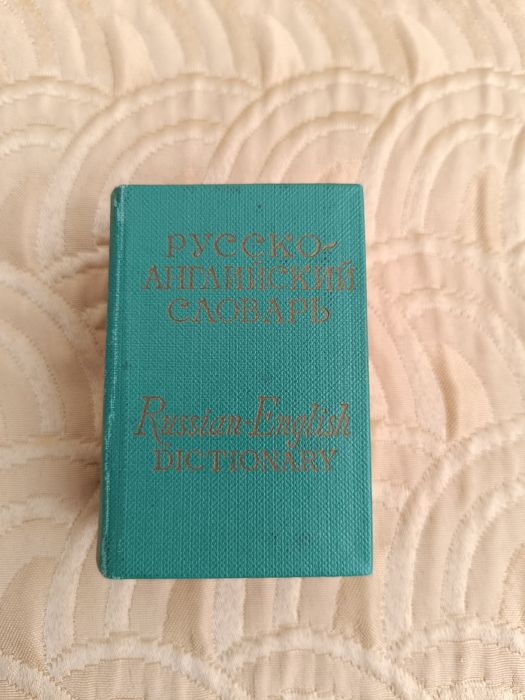 РУССКО-
АНГЛИЙСКИЙ
СЛОВАРЬ
Russian-English
DICTIONARY